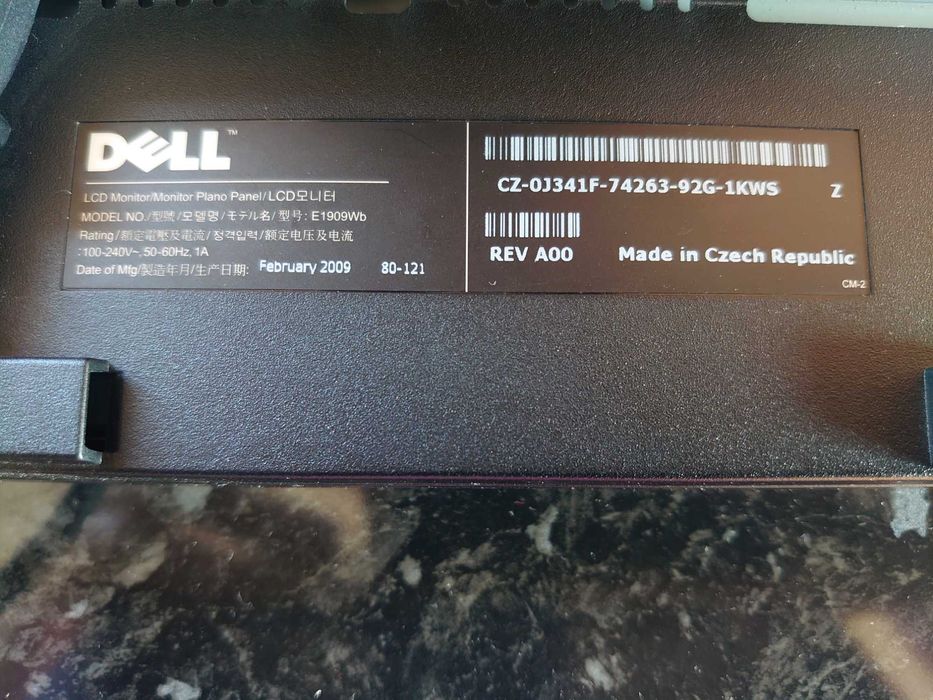 DELL™
LCD Monitor/Monitor Plano Panel/LCD모니터
MODEL NO./型號/모델명/モデル名/型号: E1909Wb
Rating/額定電壓及電流/정격입력/额定电压及电流
:100-240V~, 50-60Hz, 1A
Date of Mfg/製造年月/生产日期: February 2009 80-121
CZ-0J341F-74263-92G-1KWS Z
REV A00 Made in Czech Republic
CM-2